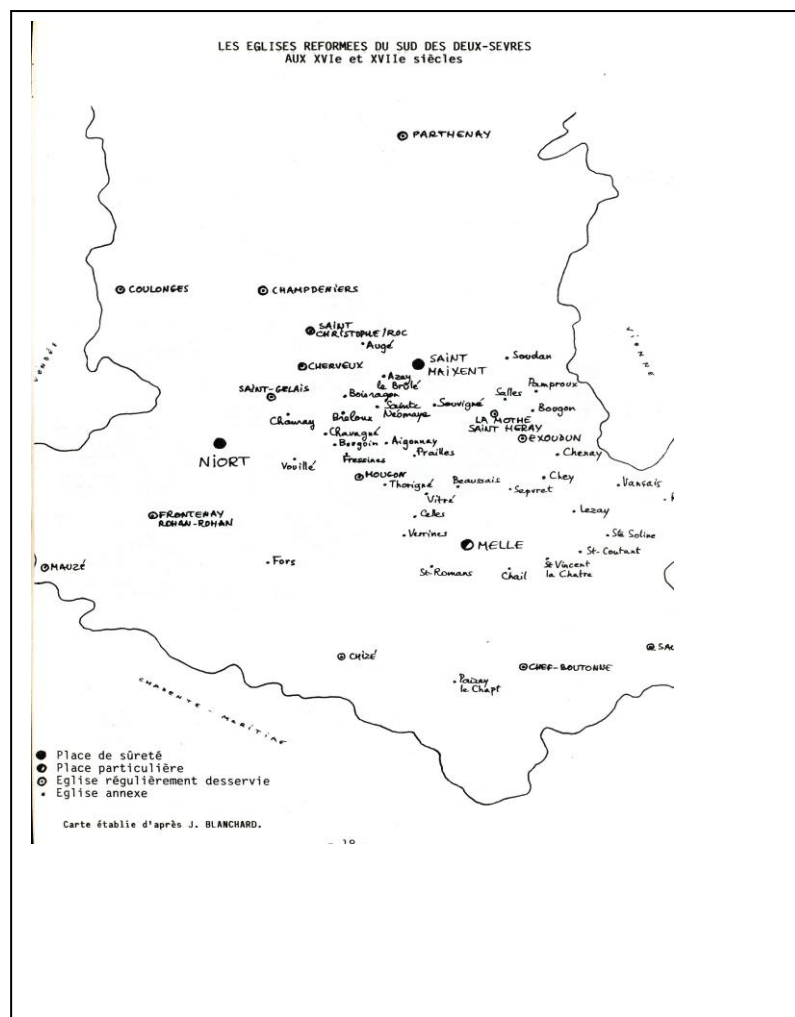 LES EGLISES REFORMEES DU SUD DES DEUX-SEVRES
AUX XVIe et XVIIe siècles
PARTHENAY
COULONGES
CHAMPDENIERS
SAINT
CHRISTOPHE/ROC
Augé
VIENNE
VENDÉE
SAINT
MAIXENT
Soudan
CHERVEUX
Azay
le Brûlé
Pamproux
SAINT-GELAIS
Boisragon
Salles
Sainte
Néomaye
Souvigné
Bougon
Chauray
Breloux
LA MOTHE
SAINT HERAY
Chavagné
EXOUDUN
NIORT
Bergoin
Aigonnay
Prailles
Chenay
Vouillé
Fressines
MOUGON
Thorigné
Beaussais
Chey
Vançais
Vitré
Sepvret
FRONTENAY
ROHAN-ROHAN
Celles
Lezay
Verrines
MELLE
Ste Soline
St-Coutant
MAUZÉ
Fors
St-Romans
Chail
St Vincent
la Chatre
CHIZÉ
SAU
CHEF-BOUTONNE
Paizay
le Chapt
CHARENTE-MARITIME
Place de sûreté
Place particulière
Eglise régulièrement desservie
Eglise annexe
Carte établie d'après J. BLANCHARD.